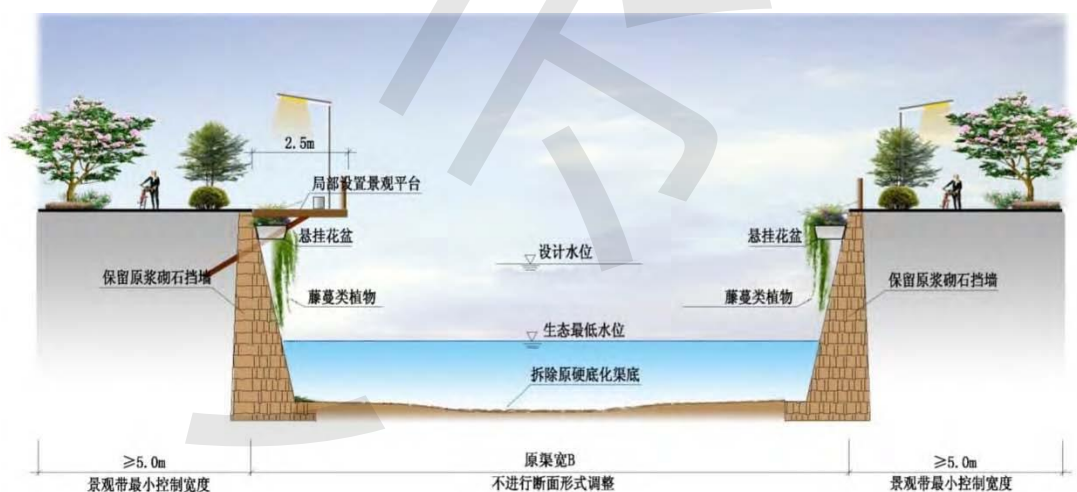 2.5m
局部设置景观平台
悬挂花盆
悬挂花盆
设计水位
保留原浆砌石挡墙
藤蔓类植物
藤蔓类植物
保留原浆砌石挡墙
生态最低水位
拆除原硬底化渠底
≥5.0m
原渠宽B
≥5.0m
景观带最小控制宽度
不进行断面形式调整
景观带最小控制宽度